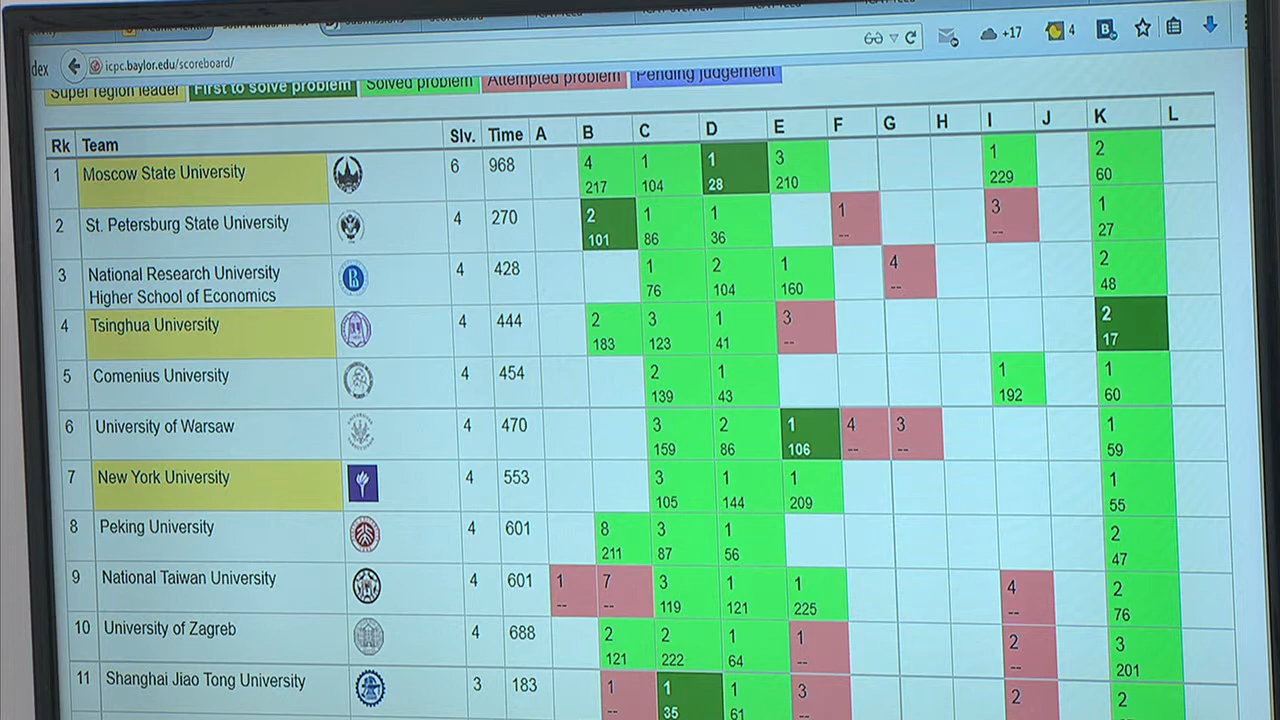 +17
4
B
dex
icpc.baylor.edu/scoreboard/
Super region leader First to solve problem Solved problem Attempted problem Pending judgement
Rk Team Slv. Time A B C D E F G H I J K L
1 Moscow State University 6 968 4 1 1 3 1 2
217 104 28 210 229 60
2 St. Petersburg State University 4 270 2 1 1 1 3 1
101 86 36 -- -- 27
3 National Research University 4 428 1 2 1 4 2
Higher School of Economics 76 104 160 -- 48
4 Tsinghua University 4 444 2 3 1 3 2
183 123 41 -- 17
5 Comenius University 4 454 2 1 1 1
139 43 192 60
6 University of Warsaw 4 470 3 2 1 4 3 1
159 86 106 -- -- 59
7 New York University 4 553 3 1 1 1
105 144 209 55
8 Peking University 4 601 8 3 1 2
211 87 56 47
9 National Taiwan University 4 601 1 7 3 1 1 4 2
-- -- 119 121 225 -- 76
10 University of Zagreb 4 688 2 2 1 1 2 3
121 222 64 -- -- 201
11 Shanghai Jiao Tong University 3 183 1 1 1 3 2 2
-- 35 61 --